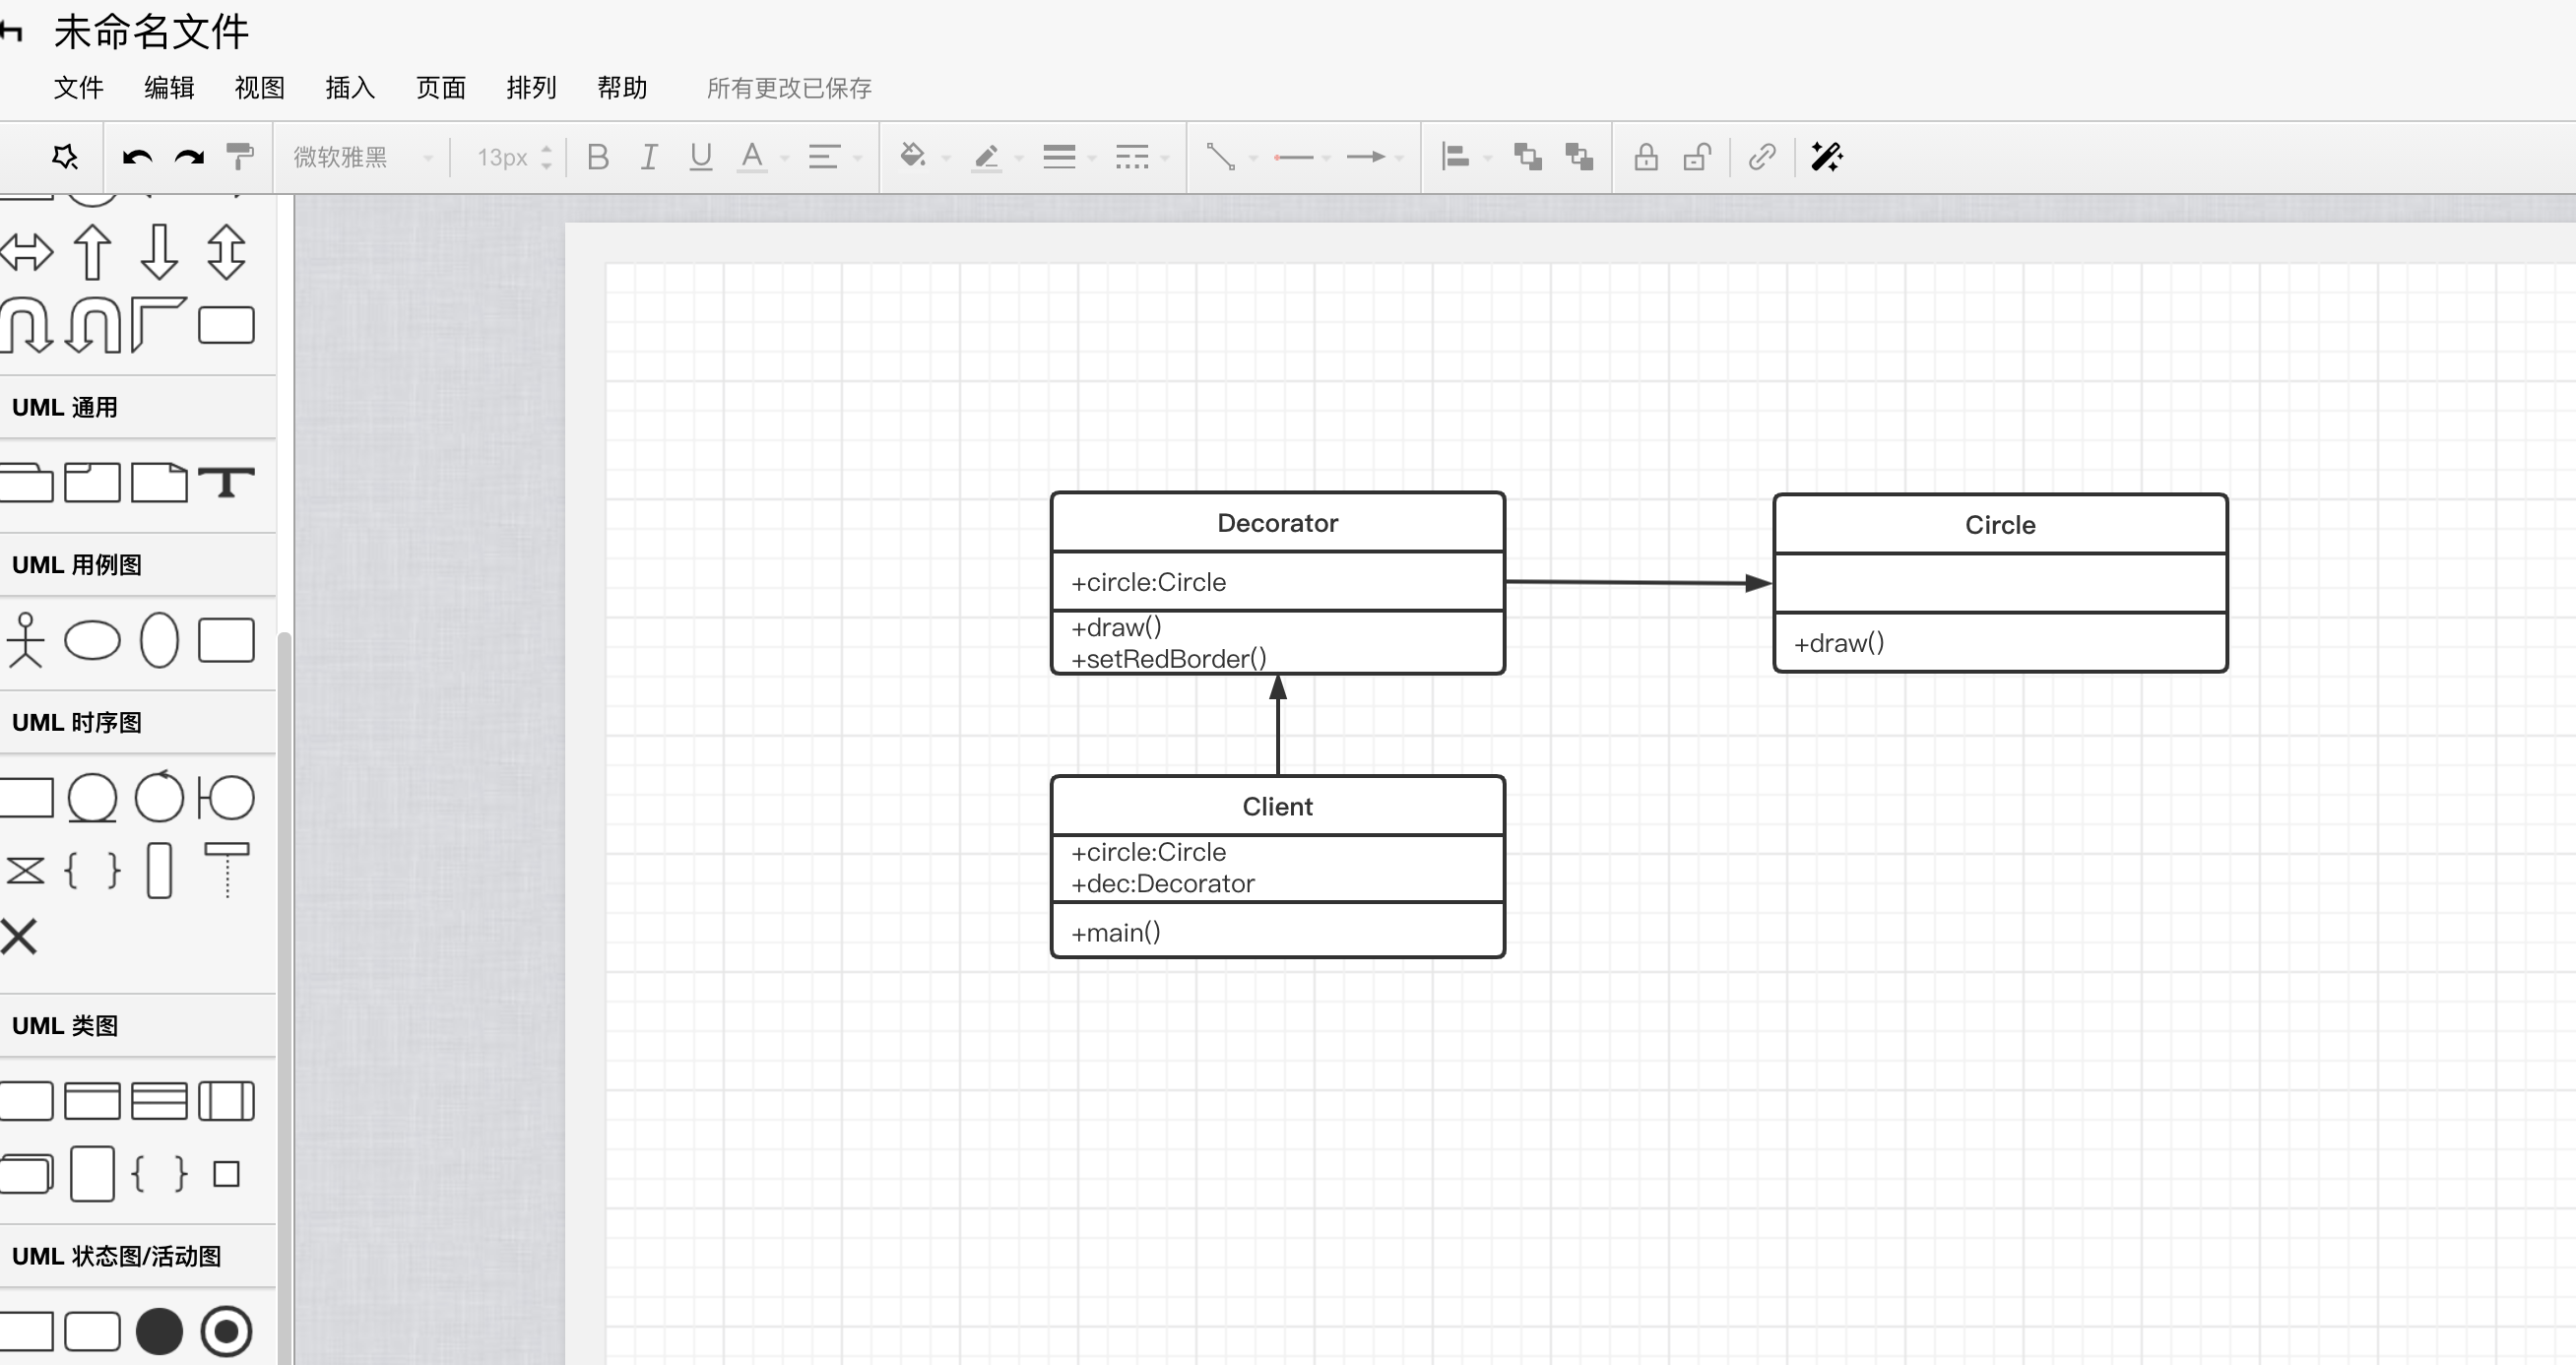 未命名文件
文件 编辑 视图 插入 页面 排列 帮助 所有更改已保存
微软雅黑 13px B I U A
UML 通用
UML 用例图
UML 时序图
UML 类图
UML 状态图/活动图
Decorator
+circle:Circle
+draw()
+setRedBorder()
Circle
+draw()
Client
+circle:Circle
+dec:Decorator
+main()